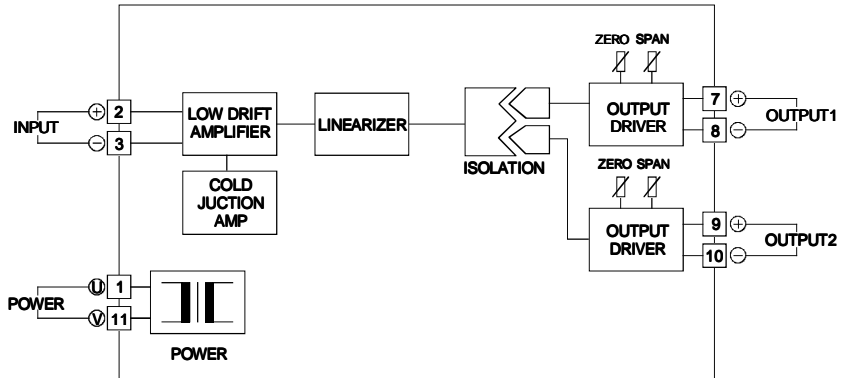 ZERO SPAN
2
3
INPUT
LOW DRIFT
AMPLIFIER
LINEARIZER
ISOLATION
OUTPUT
DRIVER
7
8
OUTPUT1
COLD
JUCTION
AMP
ZERO SPAN
OUTPUT
DRIVER
9
10
OUTPUT2
U
1
POWER
V
11
POWER